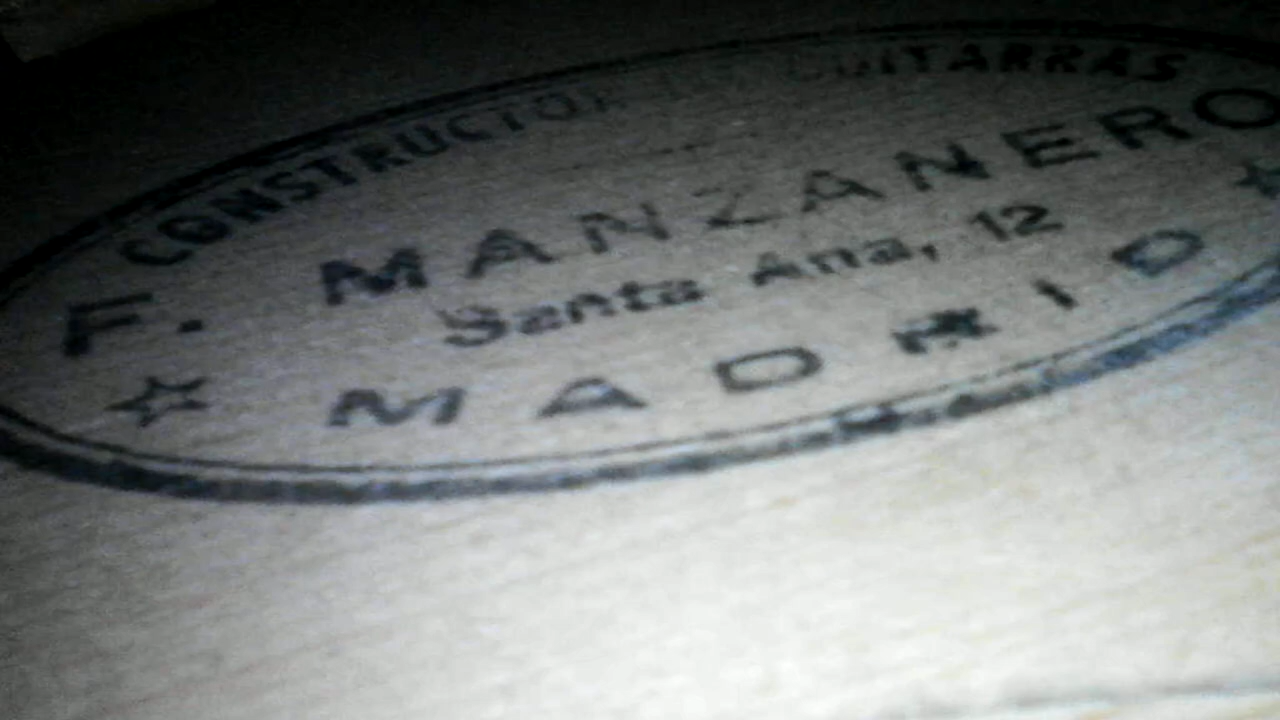 CONSTRUCTOR DE GUITARRAS
F. MANZANERO
Santa Ana, 12
MADRID